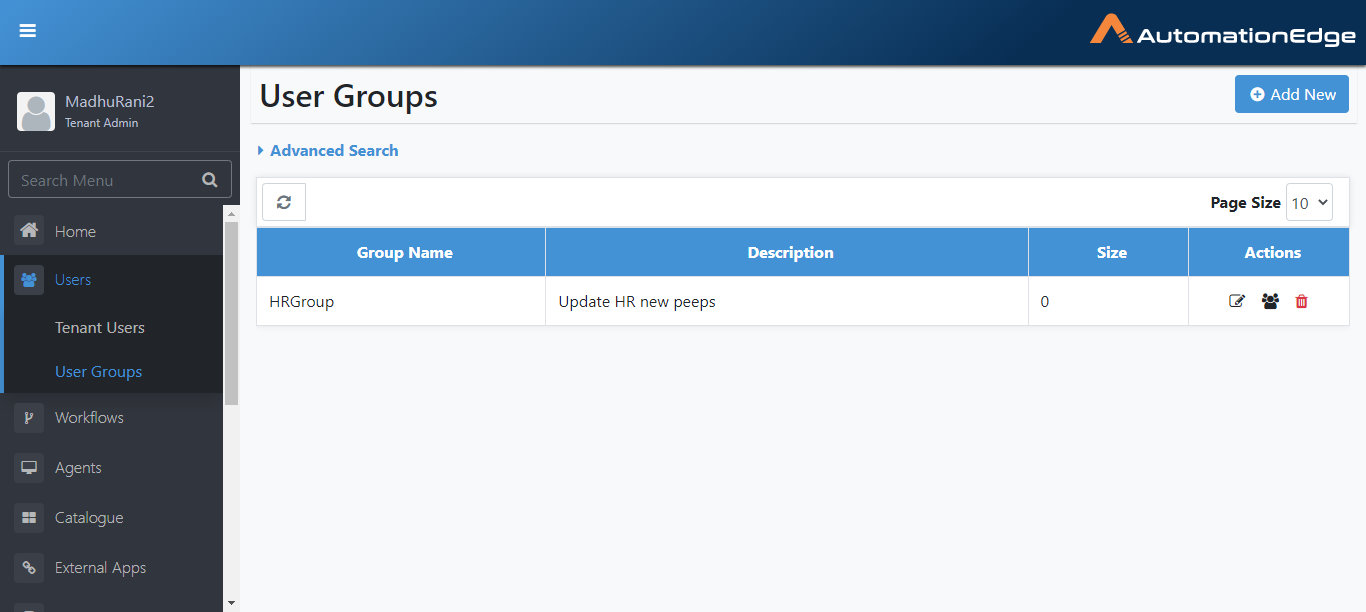 AutomationEdge
MadhuRani2
Tenant Admin
Search Menu
Home
Users
Tenant Users
User Groups
Workflows
Agents
Catalogue
External Apps
User Groups
Add New
Advanced Search
Page Size 10
Group Name Description Size Actions
HRGroup Update HR new peeps 0